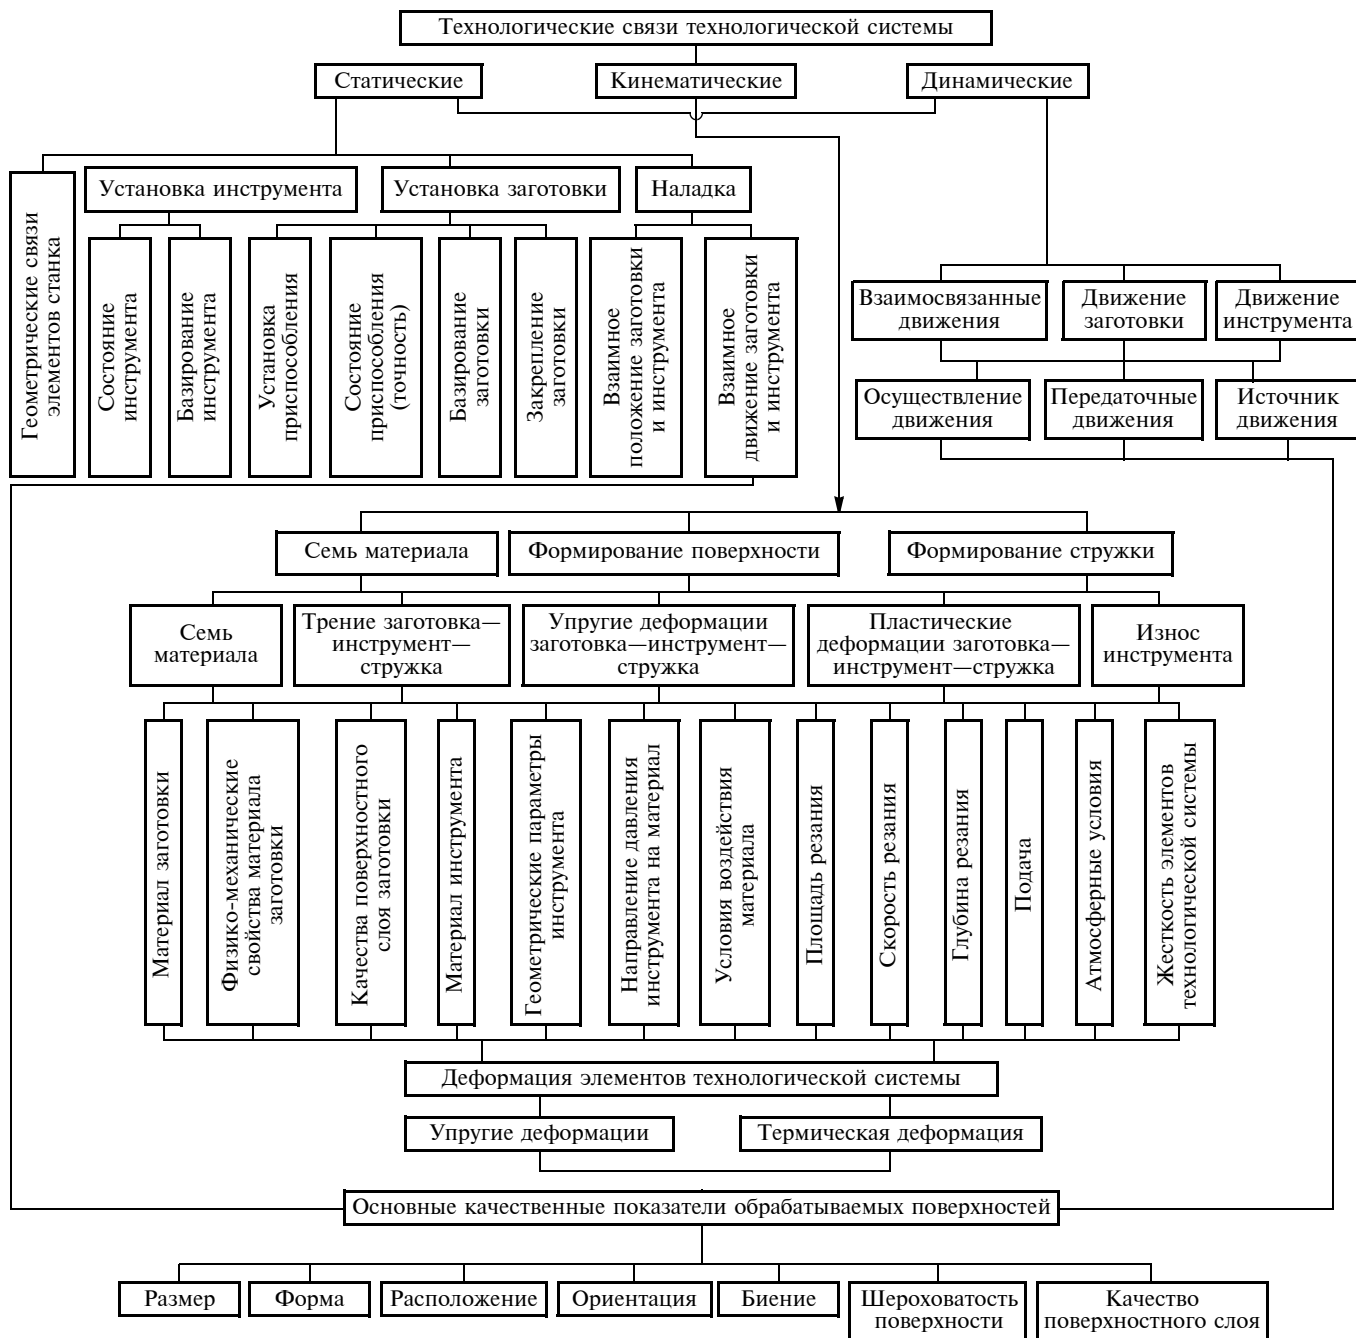 Технологические связи технологической системы
Статические
Кинематические
Динамические
Геометрические связи
элементов станка
Установка инструмента
Установка заготовки
Наладка
Состояние
инструмента
Базирование
инструмента
Установка
приспособления
Состояние
приспособления
(точность)
Базирование
заготовки
Закрепление
заготовки
Взаимное
положение заготовки
и инструмента
Взаимное
движение заготовки
и инструмента
Взаимосвязанные
движения
Движение
заготовки
Движение
инструмента
Осуществление
движения
Передаточные
движения
Источник
движения
Семь материала
Формирование поверхности
Формирование стружки
Семь
материала
Трение заготовка—
инструмент—
стружка
Упругие деформации
заготовка—инструмент—
стружка
Пластические
деформации заготовка—
инструмент—стружка
Износ
инструмента
Материал заготовки
Физико-механические
свойства материала
заготовки
Качества поверхностного
слоя заготовки
Материал инструмента
Геометрические параметры
инструмента
Направление давления
инструмента на материал
Условия воздействия
материала
Площадь резания
Скорость резания
Глубина резания
Подача
Атмосферные условия
Жесткость элементов
технологической системы
Деформация элементов технологической системы
Упругие деформации
Термическая деформация
Основные качественные показатели обрабатываемых поверхностей
Размер
Форма
Расположение
Ориентация
Биение
Шероховатость
поверхности
Качество
поверхностного слоя